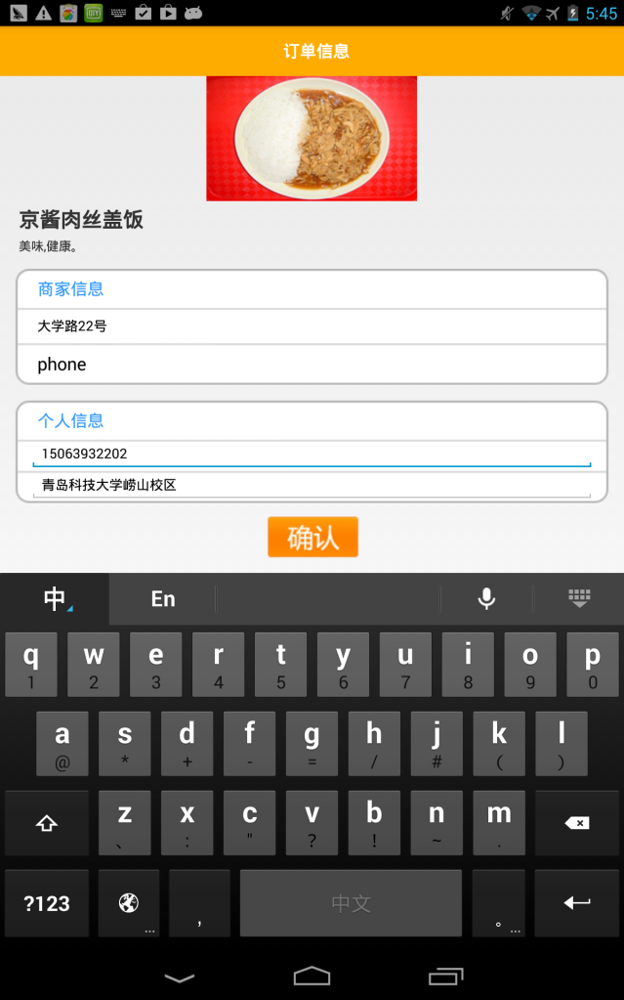 5:45
订单信息
京酱肉丝盖饭
美味,健康。
商家信息
大学路22号
phone
个人信息
15063932202
青岛科技大学崂山校区
确认
中 En
q w e r t y u i o p
1 2 3 4 5 6 7 8 9 0
a s d f g h j k l
@ * + - = / # ( )
z x c v b n m
、 : " ? ! ~ .
?123 , 中文 。